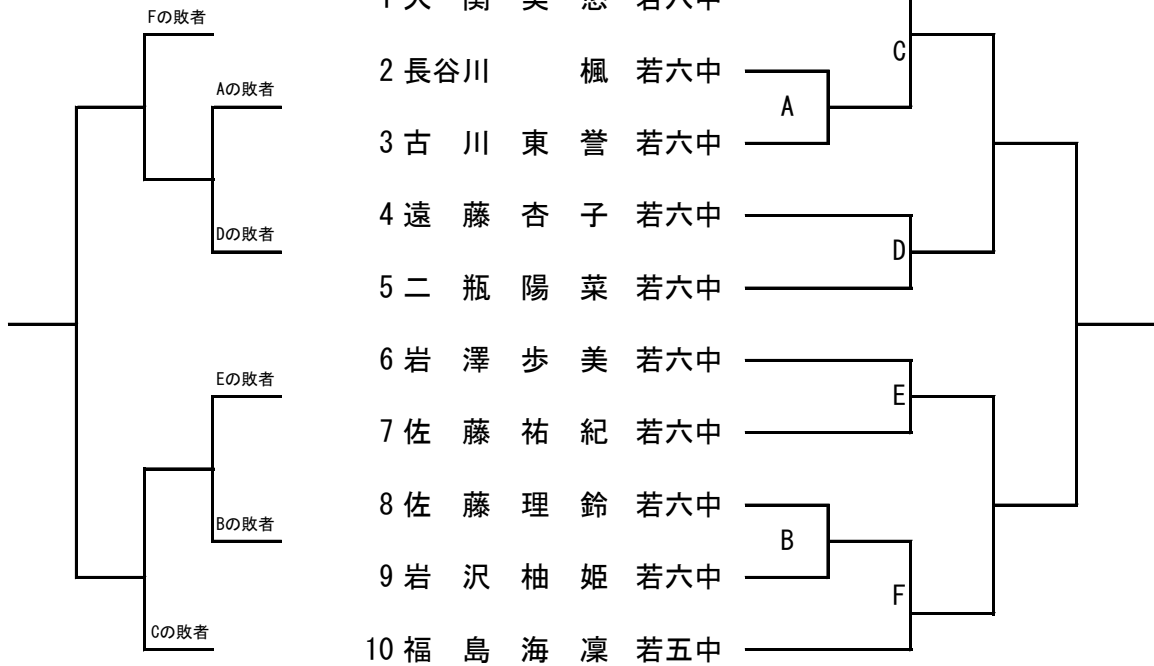 1 関 若六中
2 長谷川 楓 若六中
3 古 川 東 誉 若六中
4 遠 藤 杏 子 若六中
5 二 瓶 陽 菜 若六中
6 岩 澤 歩 美 若六中
7 佐 藤 祐 紀 若六中
8 佐 藤 理 鈴 若六中
9 岩 沢 柚 姫 若六中
10 福 島 海 凜 若五中
Fの敗者
Aの敗者
Dの敗者
Eの敗者
Bの敗者
Cの敗者
C
A
D
E
B
F